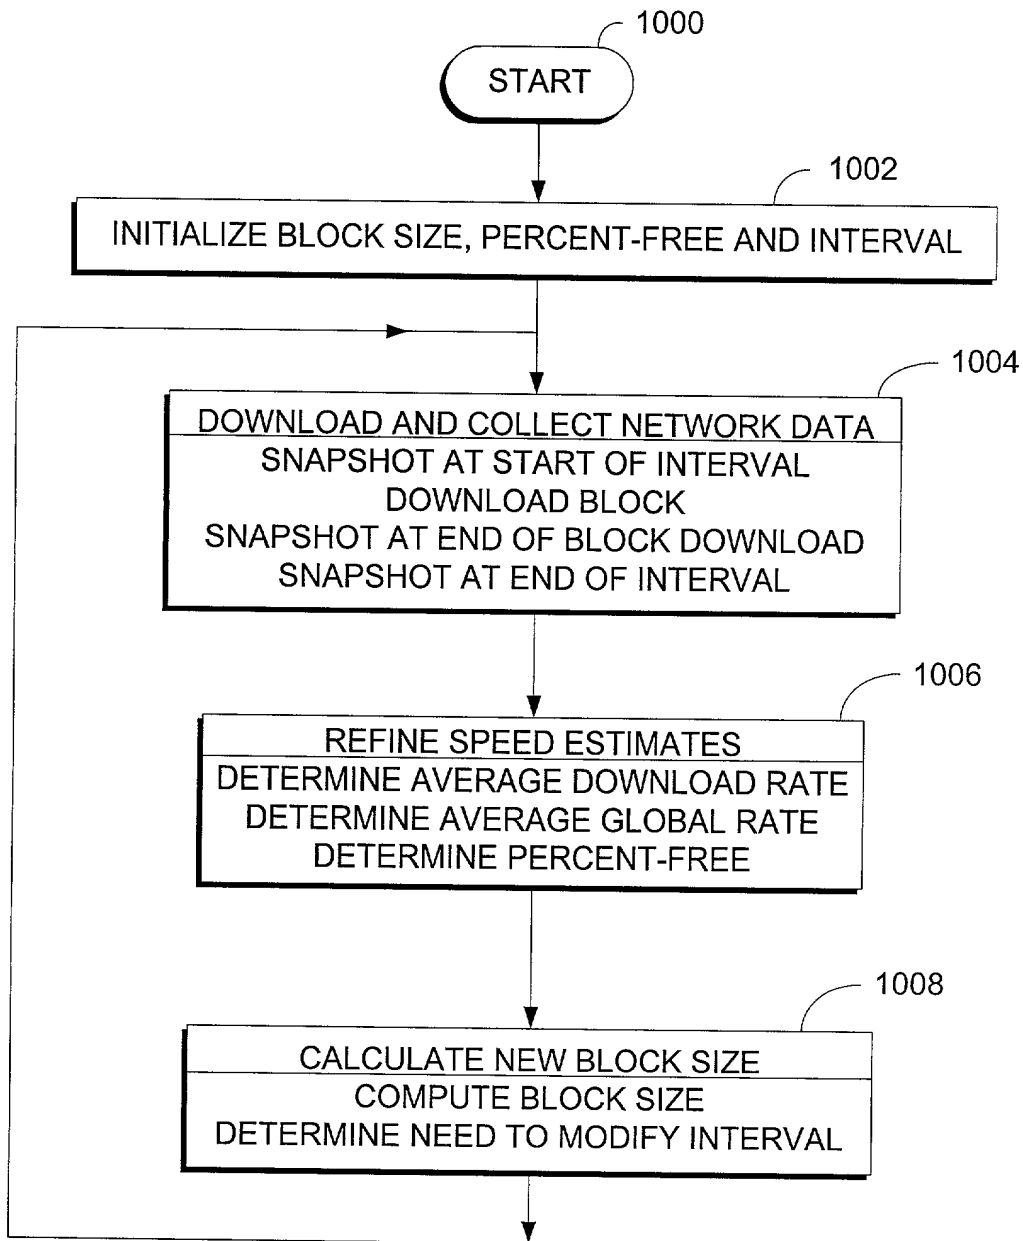 1000
START
1002
INITIALIZE BLOCK SIZE, PERCENT-FREE AND INTERVAL
1004
DOWNLOAD AND COLLECT NETWORK DATA
SNAPSHOT AT START OF INTERVAL
DOWNLOAD BLOCK
SNAPSHOT AT END OF BLOCK DOWNLOAD
SNAPSHOT AT END OF INTERVAL
1006
REFINE SPEED ESTIMATES
DETERMINE AVERAGE DOWNLOAD RATE
DETERMINE AVERAGE GLOBAL RATE
DETERMINE PERCENT-FREE
1008
CALCULATE NEW BLOCK SIZE
COMPUTE BLOCK SIZE
DETERMINE NEED TO MODIFY INTERVAL